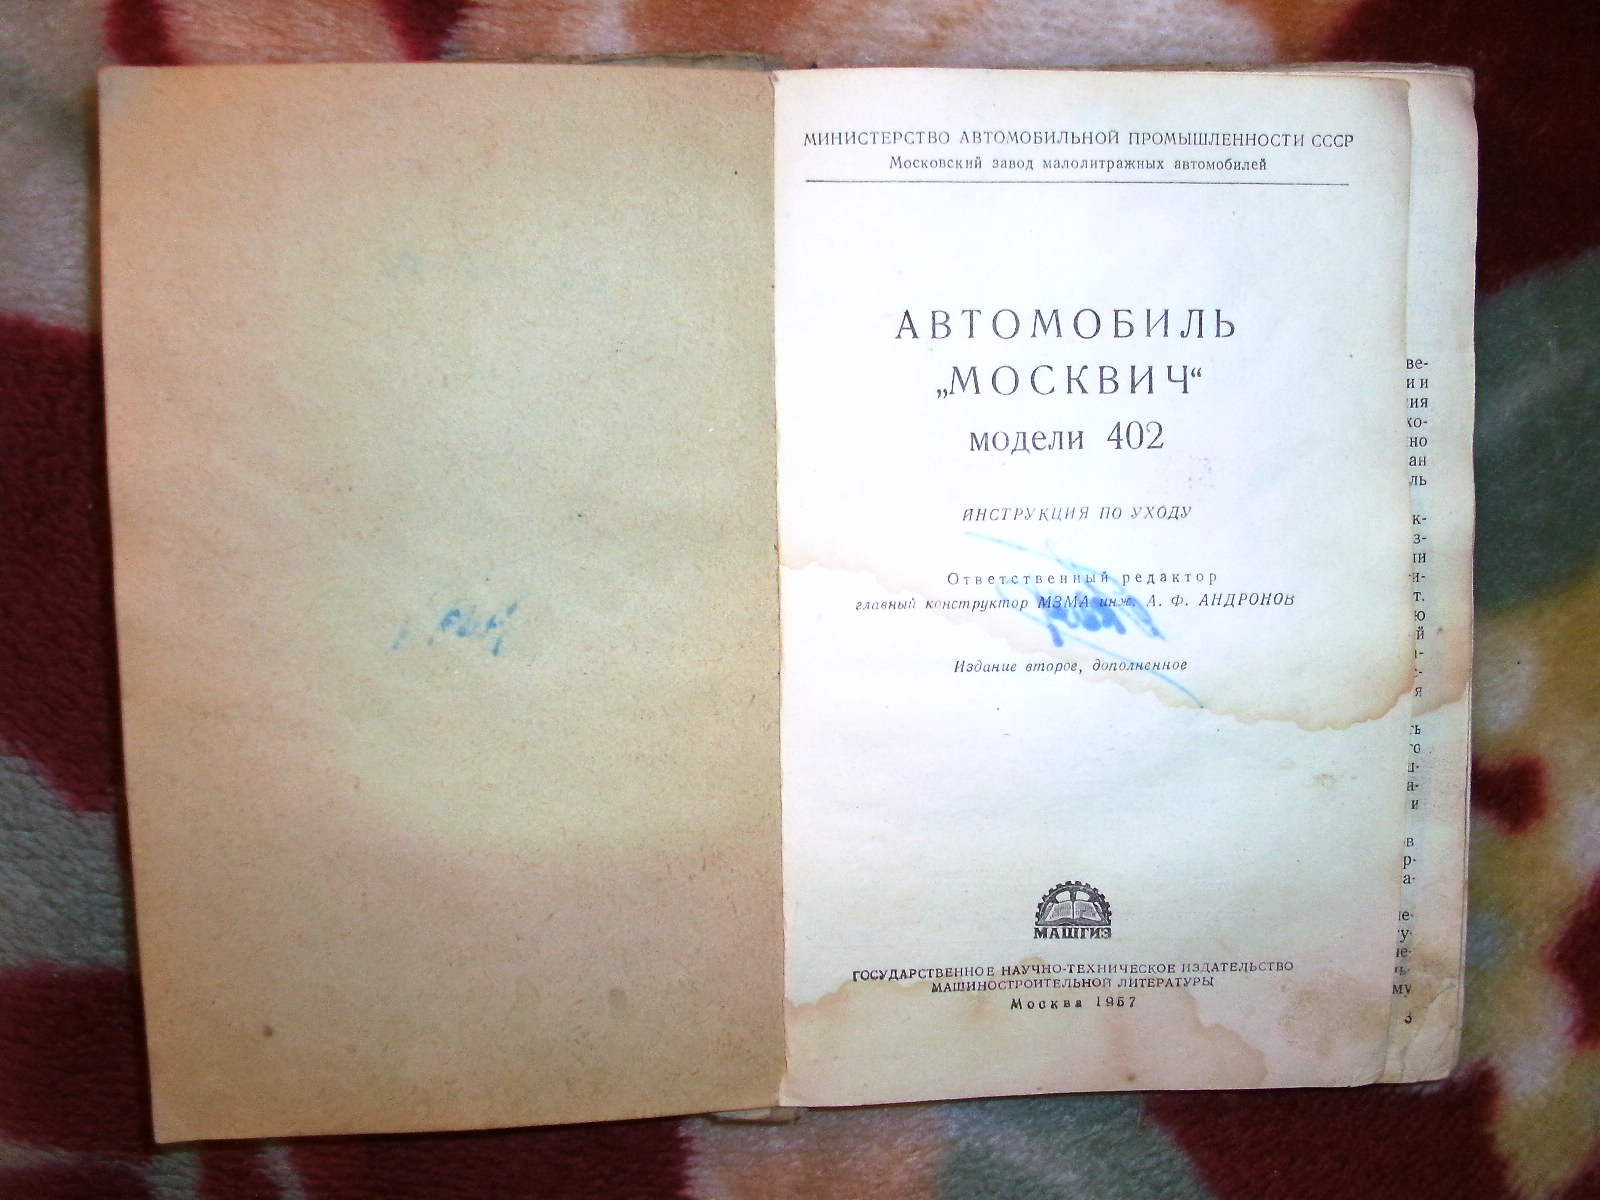 МИНИСТЕРСТВО АВТОМОБИЛЬНОЙ ПРОМЫШЛЕННОСТИ СССР
Московский завод малолитражных автомобилей
АВТОМОБИЛЬ
„МОСКВИЧ“
модели 402
ИНСТРУКЦИЯ ПО УХОДУ
Ответственный редактор
главный конструктор МЗМА инж. А. Ф. АНДРОНОВ
Издание второе, дополненное
МАШГИЗ
ГОСУДАРСТВЕННОЕ НАУЧНО-ТЕХНИЧЕСКОЕ ИЗДАТЕЛЬСТВО
МАШИНОСТРОИТЕЛЬНОЙ ЛИТЕРАТУРЫ
Москва 1957